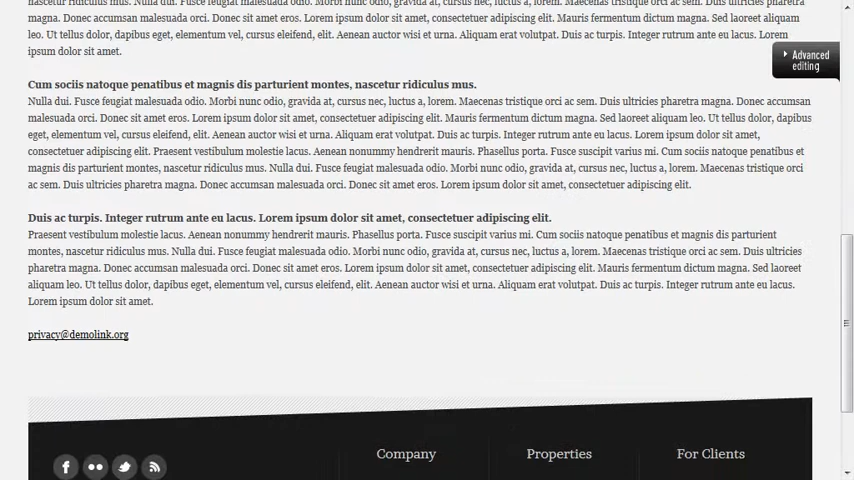 nascetur ridiculus mus. Nulla dui. Fusce feugiat malesuada odio. Morbi nunc odio, gravida at, cursus nec, luctus a, lorem. Maecenas tristique orci ac sem. Duis ultricies pharetra magna.
Donec accumsan malesuada orci. Donec sit amet eros. Lorem ipsum dolor sit amet, consectetuer adipiscing elit. Mauris fermentum dictum magna. Sed laoreet aliquam
leo. Ut tellus dolor, dapibus eget, elementum vel, cursus eleifend, elit. Aenean auctor wisi et urna. Aliquam erat volutpat. Duis ac turpis. Integer rutrum ante eu lacus. Lorem
ipsum dolor sit amet.
Advanced
editing
Cum sociis natoque penatibus et magnis dis parturient montes, nascetur ridiculus mus.
Nulla dui. Fusce feugiat malesuada odio. Morbi nunc odio, gravida at, cursus nec, luctus a, lorem. Maecenas tristique orci ac sem. Duis ultricies pharetra magna. Donec accumsan
malesuada orci. Donec sit amet eros. Lorem ipsum dolor sit amet, consectetuer adipiscing elit. Mauris fermentum dictum magna. Sed laoreet aliquam leo. Ut tellus dolor, dapibus
eget, elementum vel, cursus eleifend, elit. Aenean auctor wisi et urna. Aliquam erat volutpat. Duis ac turpis. Integer rutrum ante eu lacus. Lorem ipsum dolor sit amet,
consectetuer adipiscing elit. Praesent vestibulum molestie lacus. Aenean nonummy hendrerit mauris. Phasellus porta. Fusce suscipit varius mi. Cum sociis natoque penatibus et
magnis dis parturient montes, nascetur ridiculus mus. Nulla dui. Fusce feugiat malesuada odio. Morbi nunc odio, gravida at, cursus nec, luctus a, lorem. Maecenas tristique orci
ac sem. Duis ultricies pharetra magna. Donec accumsan malesuada orci. Donec sit amet eros. Lorem ipsum dolor sit amet, consectetuer adipiscing elit.
Duis ac turpis. Integer rutrum ante eu lacus. Lorem ipsum dolor sit amet, consectetuer adipiscing elit.
Praesent vestibulum molestie lacus. Aenean nonummy hendrerit mauris. Phasellus porta. Fusce suscipit varius mi. Cum sociis natoque penatibus et magnis dis parturient
montes, nascetur ridiculus mus. Nulla dui. Fusce feugiat malesuada odio. Morbi nunc odio, gravida at, cursus nec, luctus a, lorem. Maecenas tristique orci ac sem. Duis ultricies
pharetra magna. Donec accumsan malesuada orci. Donec sit amet eros. Lorem ipsum dolor sit amet, consectetuer adipiscing elit. Mauris fermentum dictum magna. Sed laoreet
aliquam leo. Ut tellus dolor, dapibus eget, elementum vel, cursus eleifend, elit. Aenean auctor wisi et urna. Aliquam erat volutpat. Duis ac turpis. Integer rutrum ante eu lacus.
Lorem ipsum dolor sit amet.
privacy@demolink.org
Company
Properties
For Clients